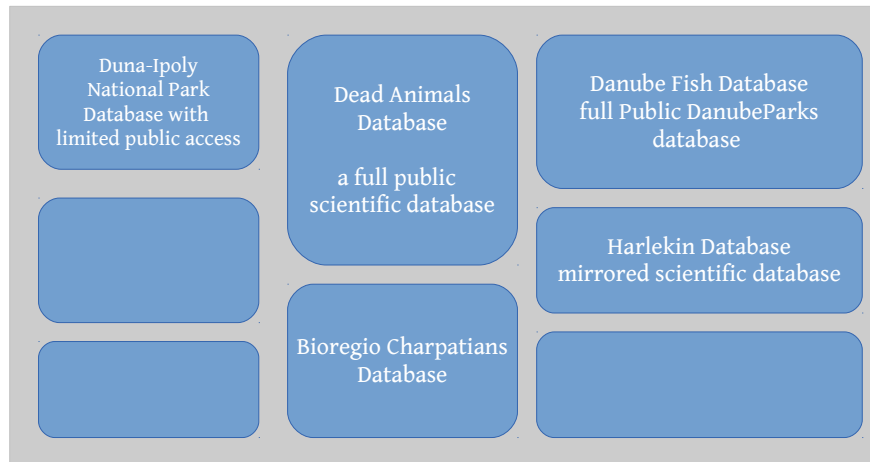 Duna-Ipoly
National Park
Database with
limited public access
Dead Animals
Database
a full public
scientific database
Bioregio Charpatians
Database
Danube Fish Database
full Public DanubeParks
database
Harlekin Database
mirrored scientific database